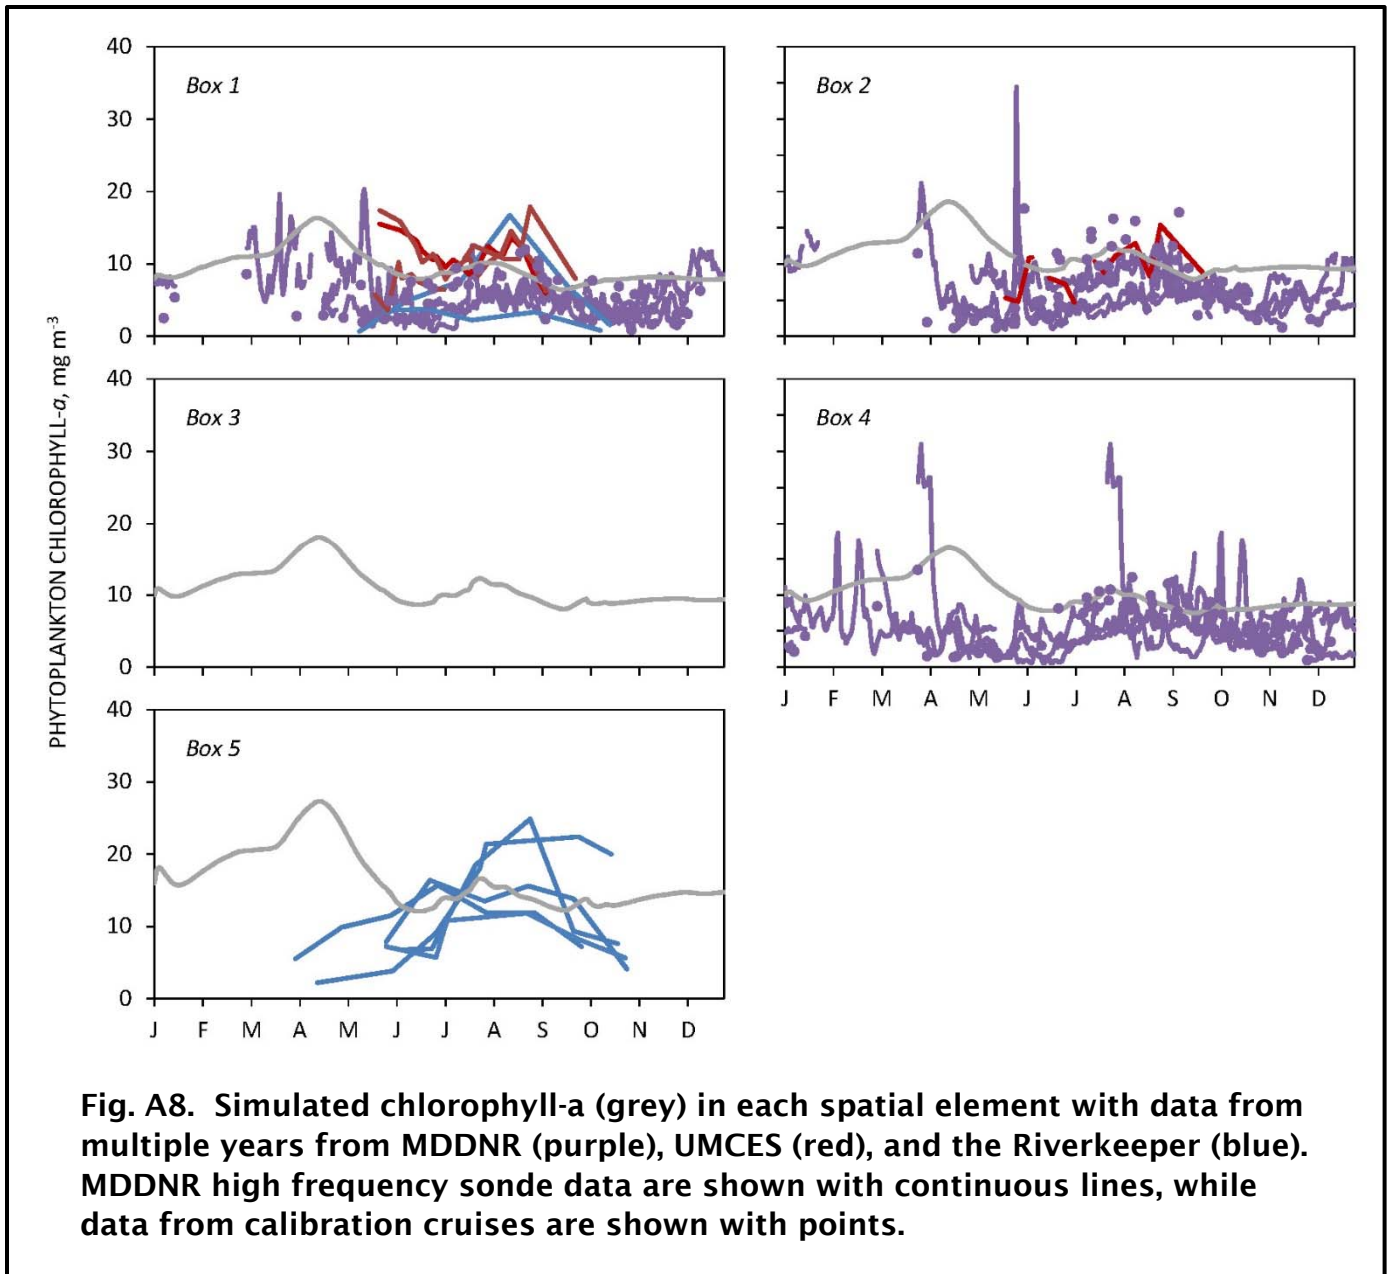 PHYTOPLANKTON CHLOROPHYLL-a, mg m-3
40
30
20
10
0
Box 1
Box 2
40
30
20
10
0
Box 3
Box 4
J F M A M J J A S O N D
40
30
20
10
0
Box 5
J F M A M J J A S O N D
Fig. A8. Simulated chlorophyll-a (grey) in each spatial element with data from
multiple years from MDDNR (purple), UMCES (red), and the Riverkeeper (blue).
MDDNR high frequency sonde data are shown with continuous lines, while
data from calibration cruises are shown with points.